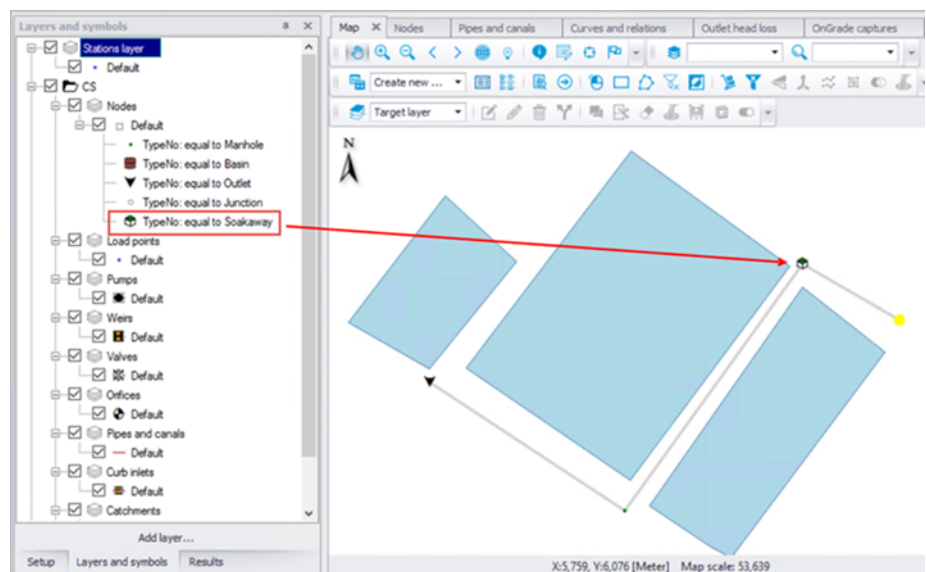 Layers and symbols
Stations layer
Default
CS
Nodes
Default
TypeNo: equal to Manhole
TypeNo: equal to Basin
TypeNo: equal to Outlet
TypeNo: equal to Junction
TypeNo: equal to Soakaway
Load points
Default
Pumps
Default
Weirs
Default
Valves
Default
Orifices
Default
Pipes and canals
Default
Curb inlets
Default
Catchments
Add layer...
Setup Layers and symbols Results
Map Nodes Pipes and canals Curves and relations Outlet head loss OnGrade captures
Create new ...
Target layer
N
X:5,759, Y:6,076 [Meter] Map scale: 53,639